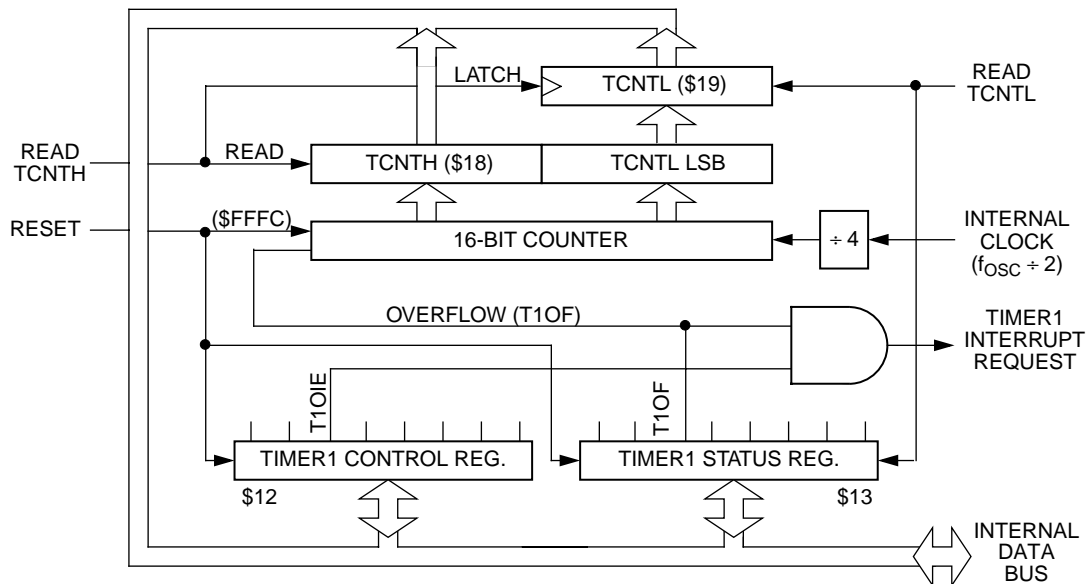 LATCH
TCNTL ($19)
READ
TCNTL
READ
TCNTH
READ
TCNTH ($18)
TCNTL LSB
RESET
($FFFC)
16-BIT COUNTER
÷ 4
INTERNAL
CLOCK
(fOSC ÷ 2)
OVERFLOW (T1OF)
TIMER1
INTERRUPT
REQUEST
T1OIE
T1OF
TIMER1 CONTROL REG.
TIMER1 STATUS REG.
$12
$13
INTERNAL
DATA
BUS